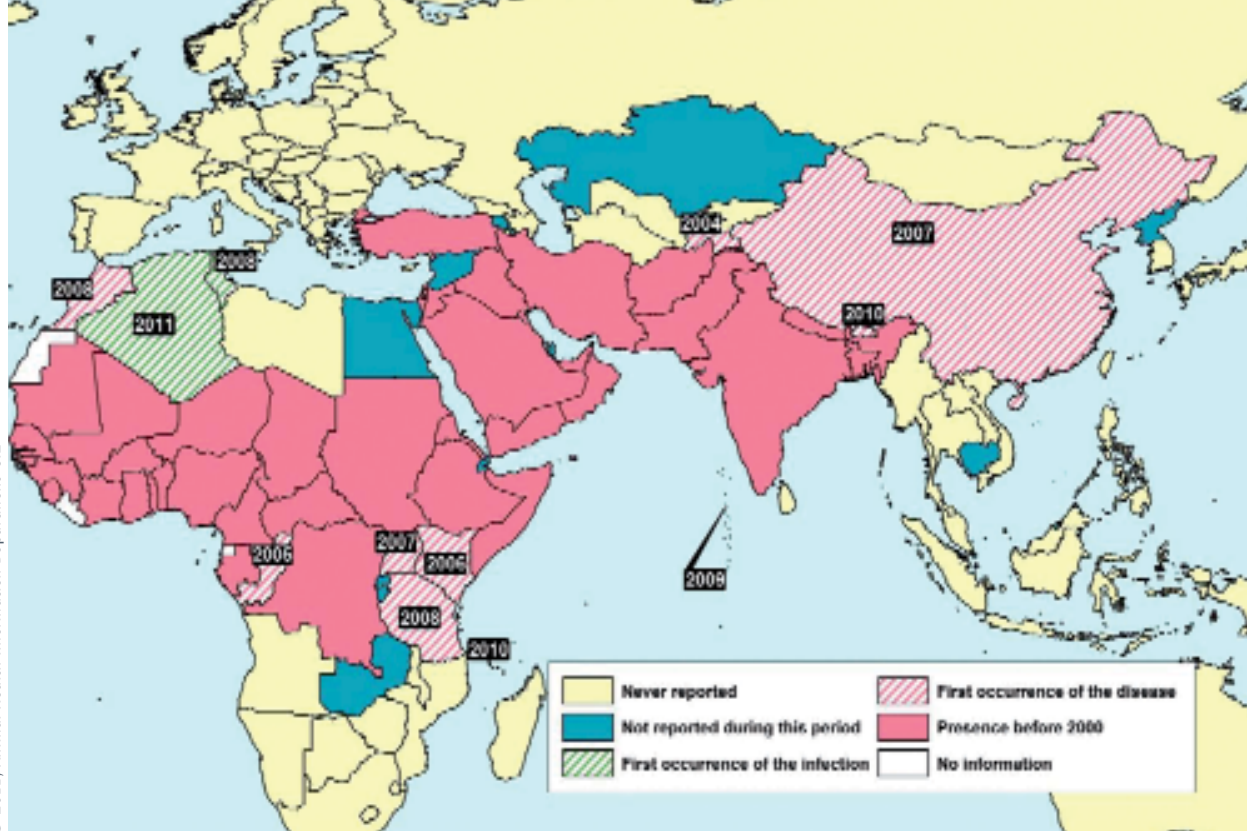 2004
2007
2008
2008
2011
2010
2009
2006
2007
2006
2008
2010
Never reported
First occurrence of the disease
Not reported during this period
Presence before 2000
First occurrence of the infection
No information